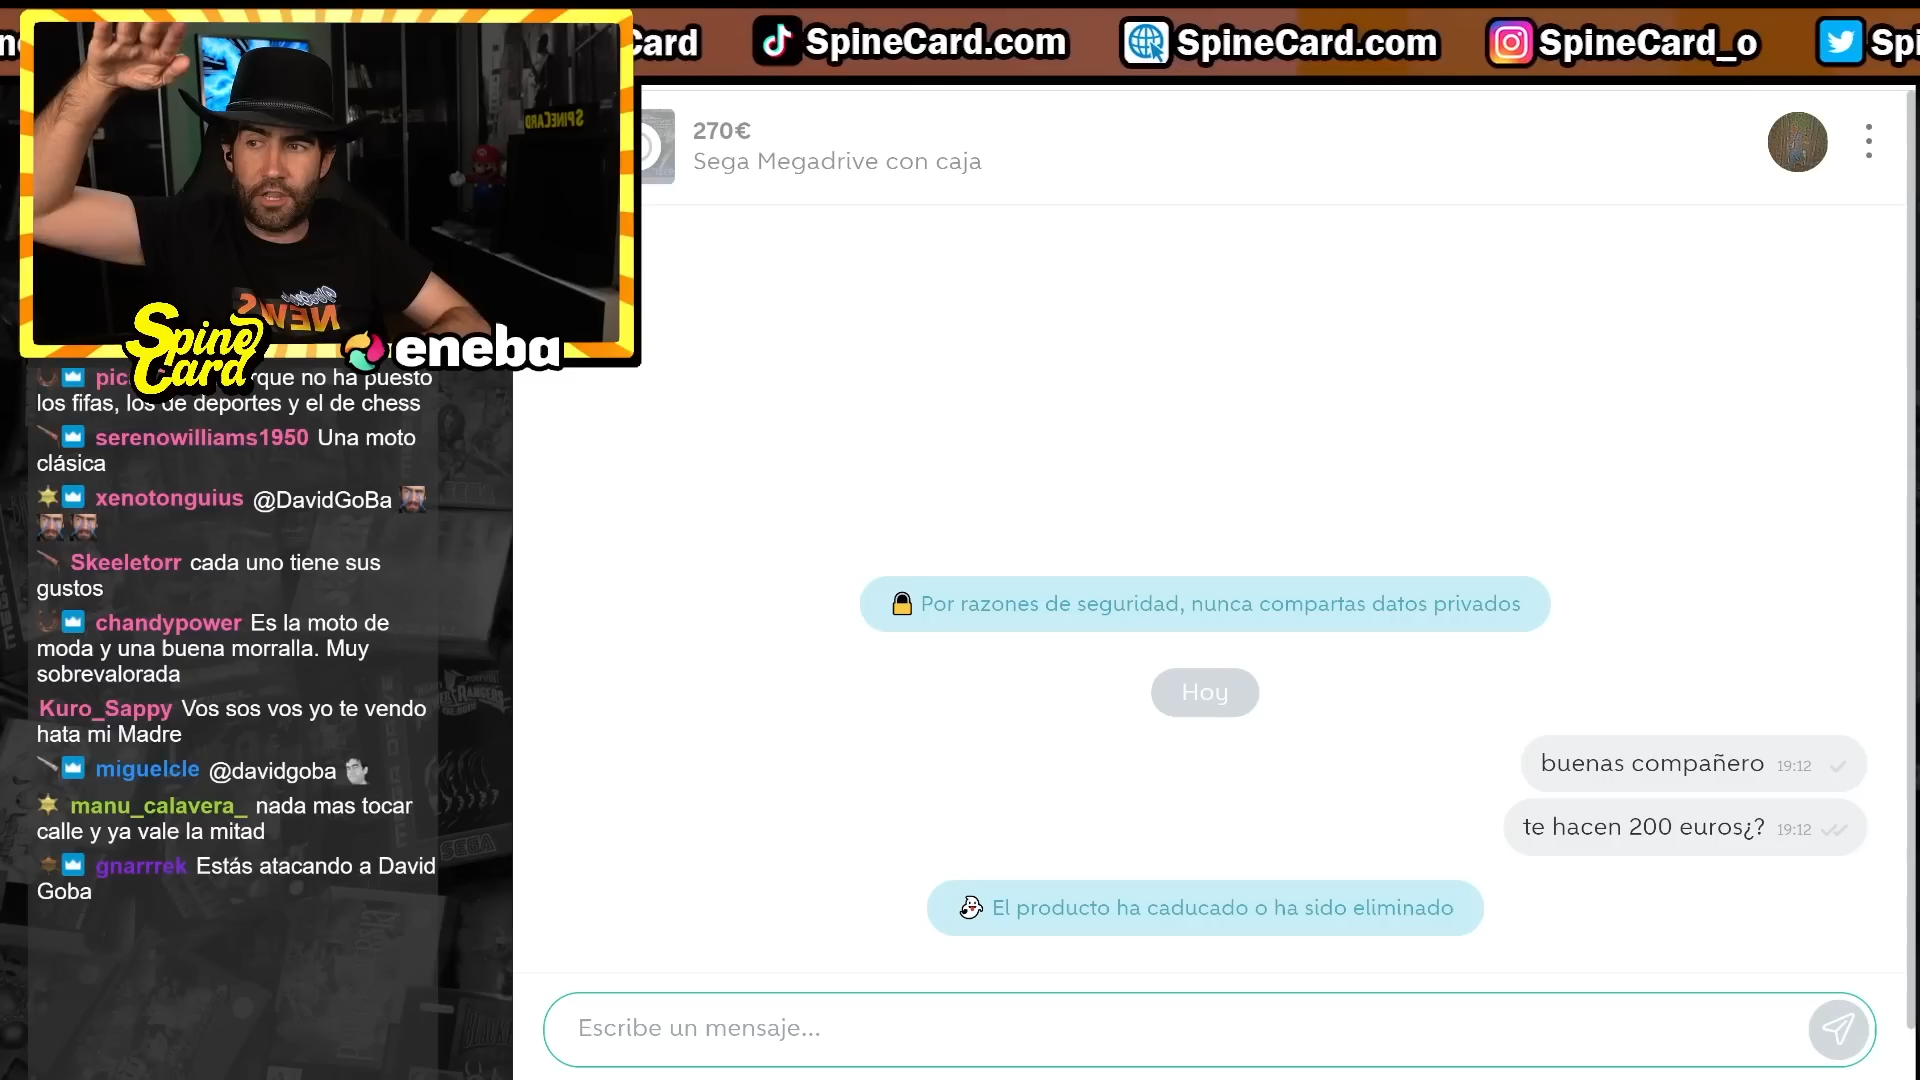 Card
SpineCard.com
SpineCard.com
SpineCard_o
SPINECARD
NEWS
Spine
Card
eneba
270€
Sega Megadrive con caja
que no ha puesto
los fifas, los de deportes y el de chess
serenowilliams1950 Una moto
clásica
xenotonguius @DavidGoBa
Skeeletorr cada uno tiene sus
gustos
chandypower Es la moto de
moda y una buena morralla. Muy
sobrevalorada
Kuro_Sappy Vos sos vos yo te vendo
hata mi Madre
miguelcle @davidgoba
manu_calavera_ nada mas tocar
calle y ya vale la mitad
gnarrrek Estás atacando a David
Goba
Por razones de seguridad, nunca compartas datos privados
Hoy
buenas compañero 19:12
te hacen 200 euros¿? 19:12
El producto ha caducado o ha sido eliminado
Escribe un mensaje...